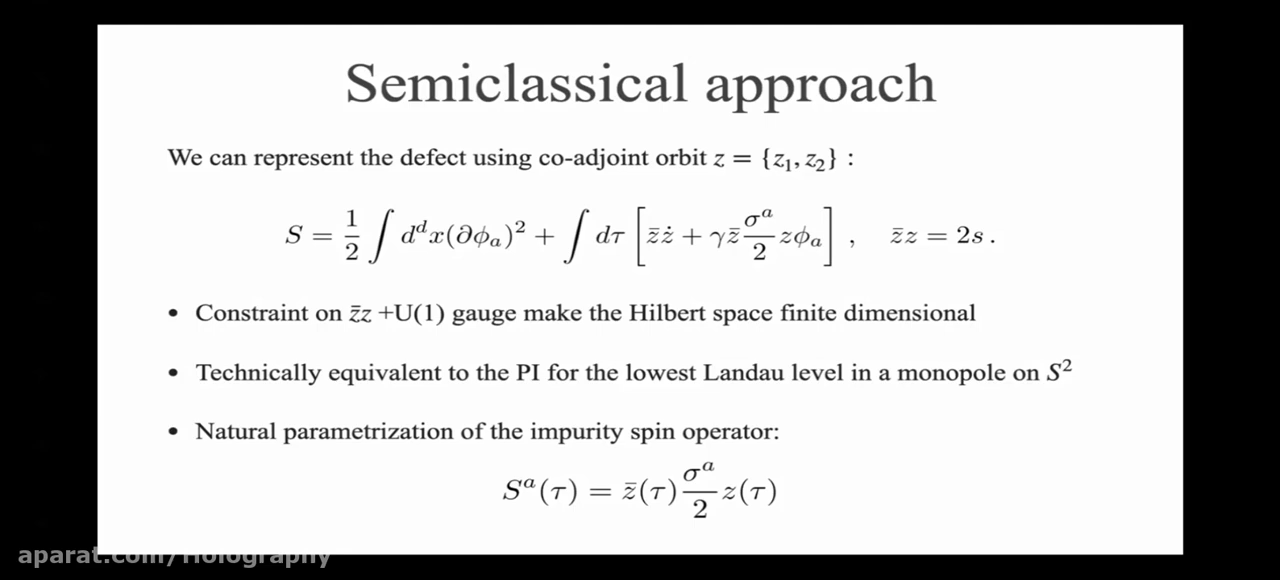 Semiclassical approach
We can represent the defect using co-adjoint orbit z = {z₁, z₂} :
S = 1/2 ∫ dᵈx(∂ϕₐ)² + ∫ dτ [z̄ż + γz̄ σᵃ/2 zϕₐ] , z̄z = 2s .
• Constraint on z̄z +U(1) gauge make the Hilbert space finite dimensional
• Technically equivalent to the PI for the lowest Landau level in a monopole on S²
• Natural parametrization of the impurity spin operator:
Sᵃ(τ) = z̄(τ) σᵃ/2 z(τ)
aparat.com/Holography